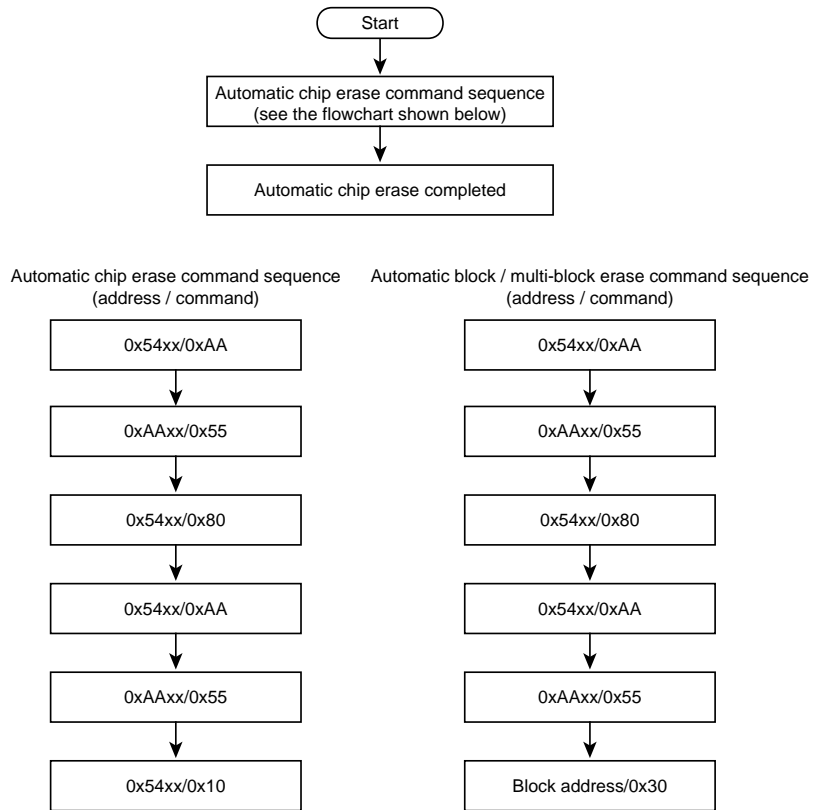 Start
Automatic chip erase command sequence
(see the flowchart shown below)
Automatic chip erase completed
Automatic chip erase command sequence
(address / command)
0x54xx/0xAA
0xAAxx/0x55
0x54xx/0x80
0x54xx/0xAA
0xAAxx/0x55
0x54xx/0x10
Automatic block / multi-block erase command sequence
(address / command)
0x54xx/0xAA
0xAAxx/0x55
0x54xx/0x80
0x54xx/0xAA
0xAAxx/0x55
Block address/0x30